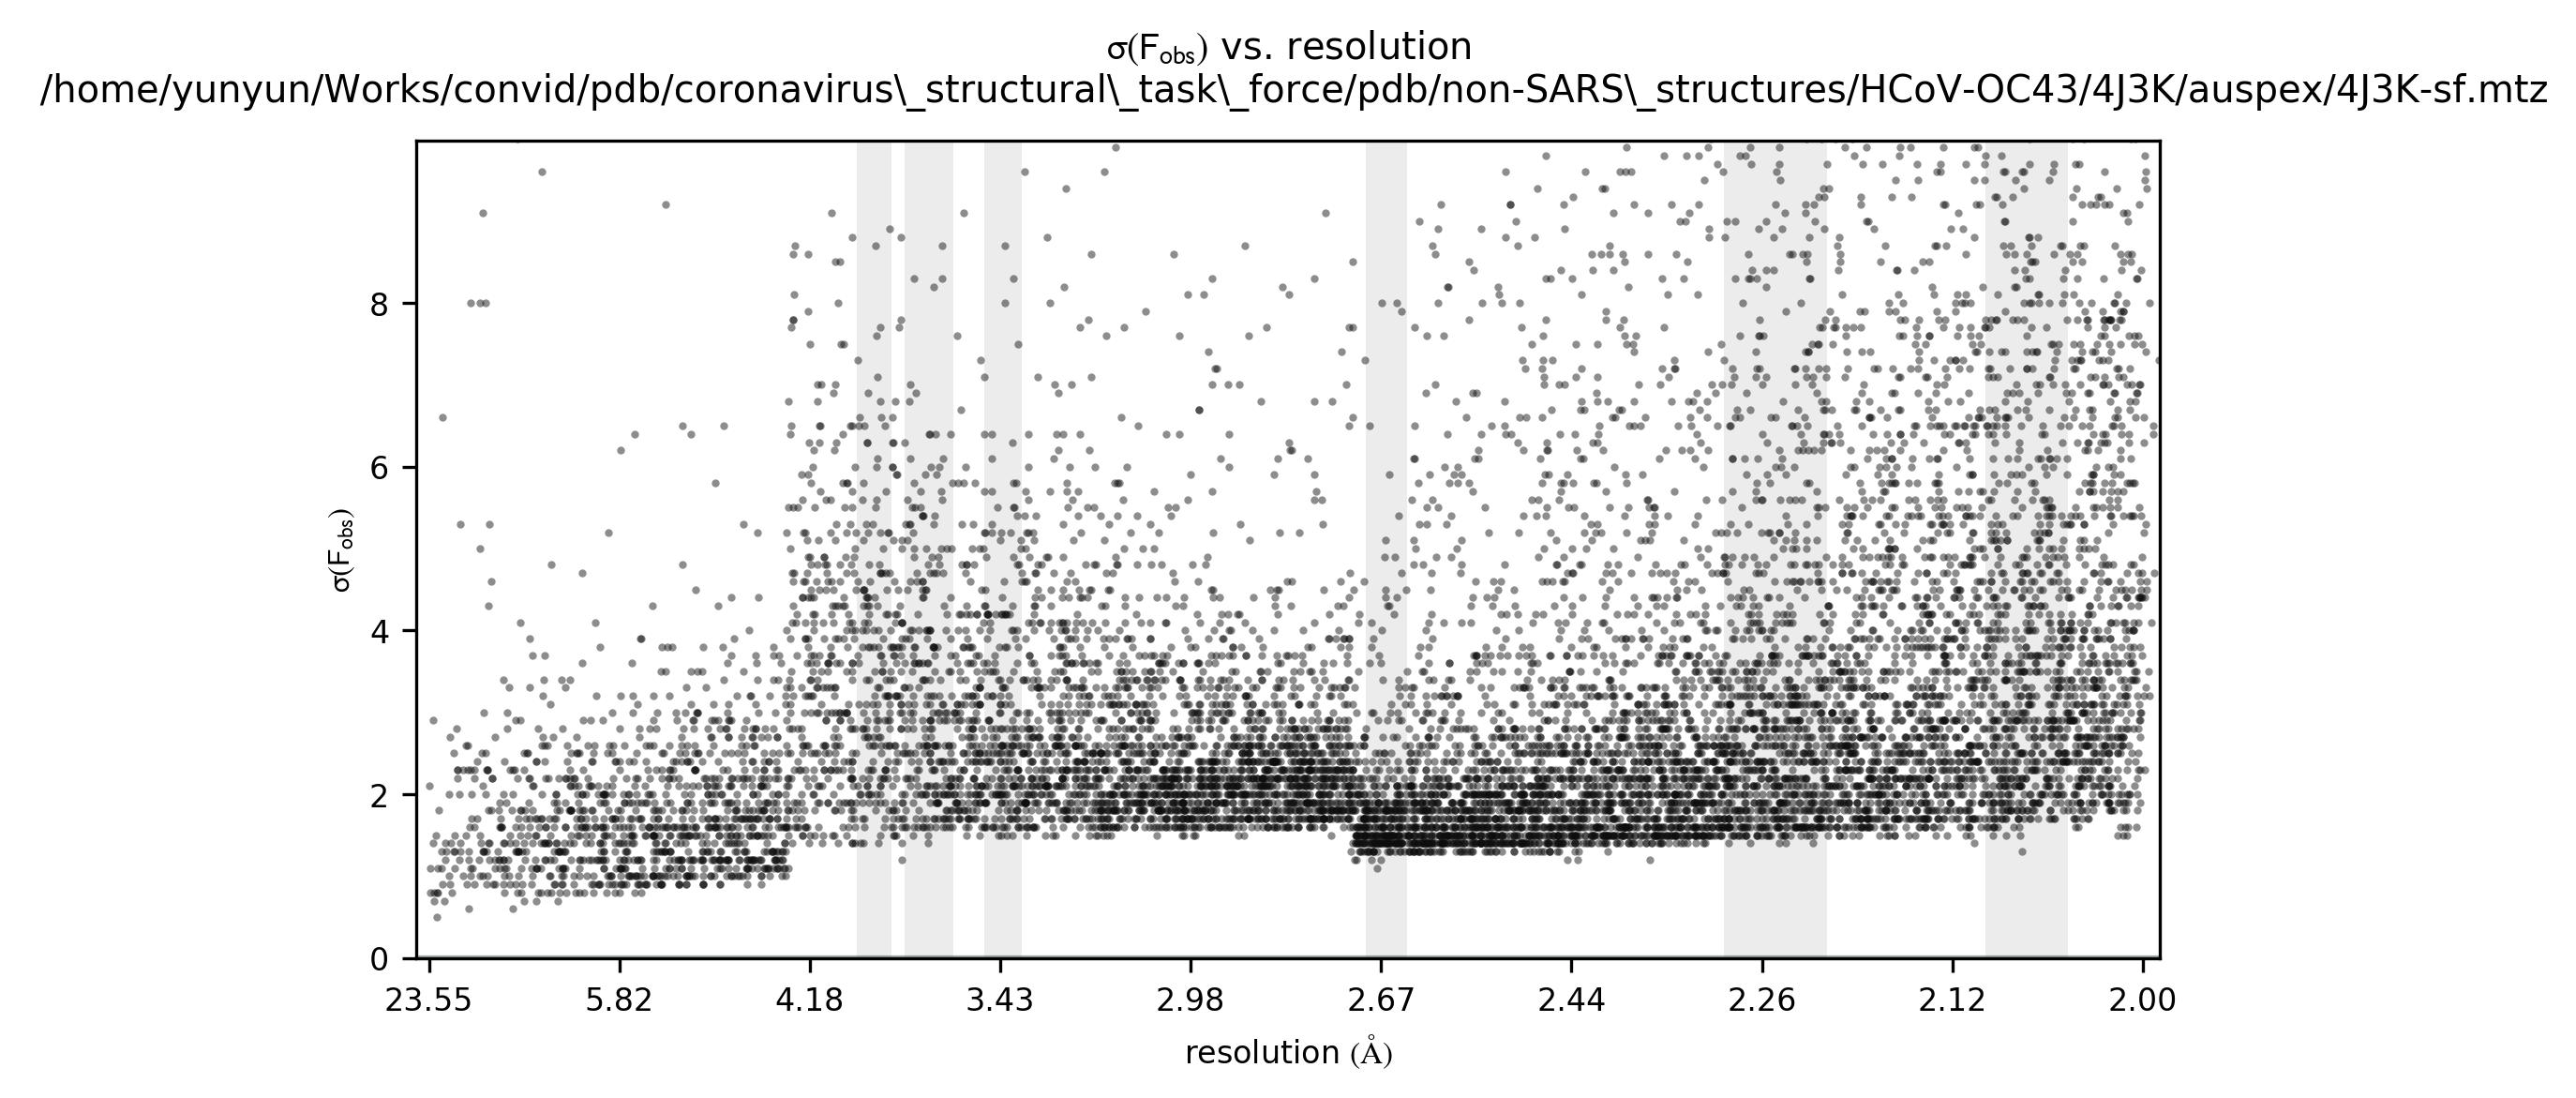 σ(Fobs) vs. resolution
/home/yunyun/Works/convid/pdb/coronavirus\_structural\_task\_force/pdb/non-SARS\_structures/HCoV-OC43/4J3K/auspex/4J3K-sf.mtz
8
6
σ(Fobs)
4
2
0
23.55 5.82 4.18 3.43 2.98 2.67 2.44 2.26 2.12 2.00
resolution (Å)